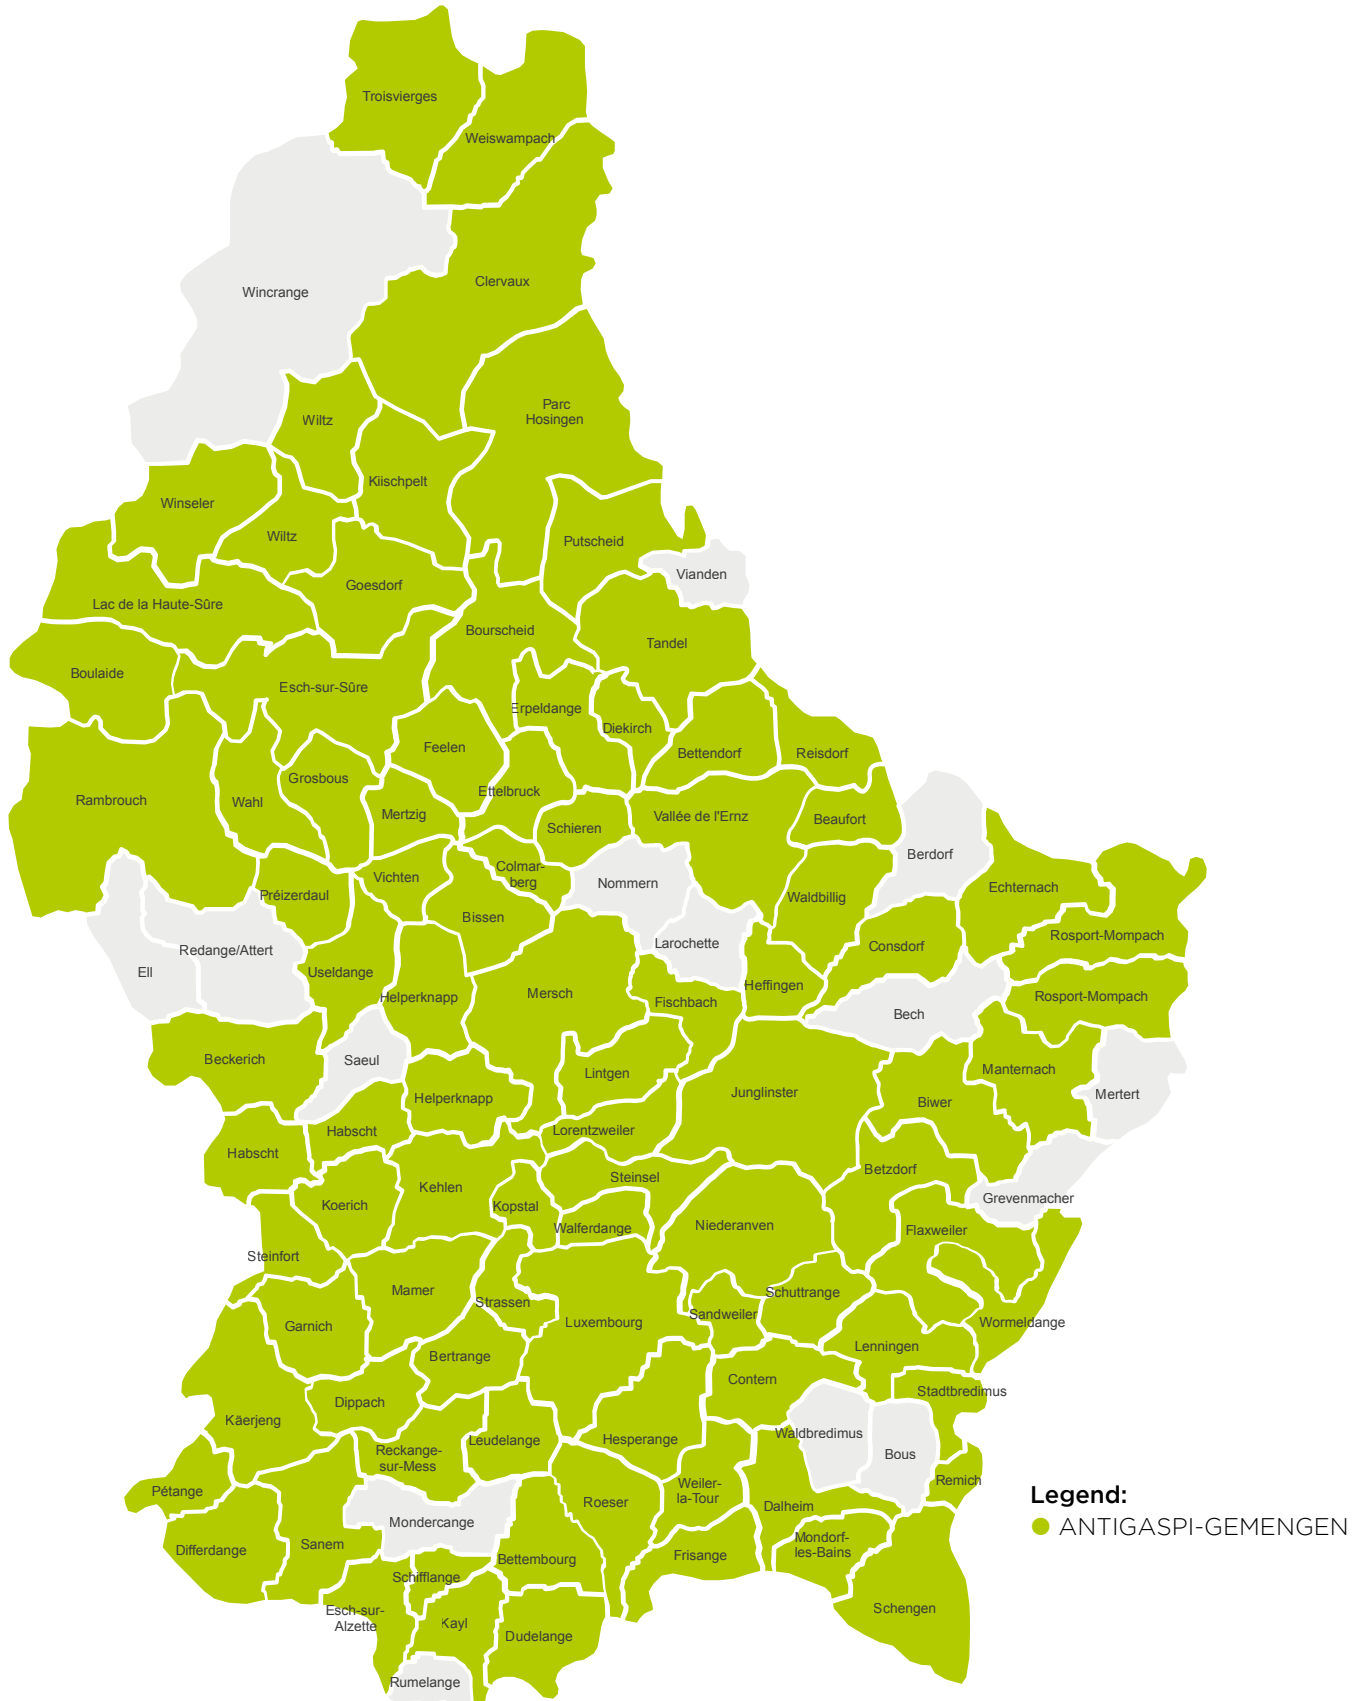 Troisvierges
Weiswampach
Clervaux
Wincrange
Parc
Hosingen
Wiltz
Kiischpelt
Winseler
Wiltz
Putscheid
Vianden
Goesdorf
Lac de la Haute-Sûre
Bourscheid
Tandel
Boulaide
Esch-sur-Sûre
Erpeldange
Diekirch
Feelen
Bettendorf
Reisdorf
Grosbous
Rambrouch
Wahl
Ettelbruck
Mertzig
Vallée de l'Ernz
Beaufort
Schieren
Berdorf
Colmar-
berg
Vichten
Nommern
Echternach
Préizerdaul
Waldbillig
Bissen
Rosport-Mompach
Larochette
Consdorf
Redange/Attert
Ell
Useldange
Heffingen
Mersch
Helperknapp
Fischbach
Rosport-Mompach
Bech
Beckerich
Saeul
Lintgen
Manternach
Junglinster
Mertert
Helperknapp
Biwer
Habscht
Lorentzweiler
Habscht
Betzdorf
Steinsel
Kehlen
Grevenmacher
Koerich
Kopstal
Niederanven
Walferdange
Flaxweiler
Steinfort
Mamer
Schuttrange
Strassen
Sandweiler
Luxembourg
Wormeldange
Garnich
Lenningen
Bertrange
Contern
Stadtbredimus
Dippach
Käerjeng
Waldbredimus
Leudelange
Hesperange
Reckange-
sur-Mess
Bous
Remich
Weiler-
la-Tour
Pétange
Legend:
Roeser
Dalheim
Mondercange
ANTIGASPI-GEMENGEN
Mondorf-
les-Bains
Differdange
Sanem
Frisange
Bettembourg
Schifflange
Schengen
Esch-sur-
Alzette
Kayl
Dudelange
Rumelange